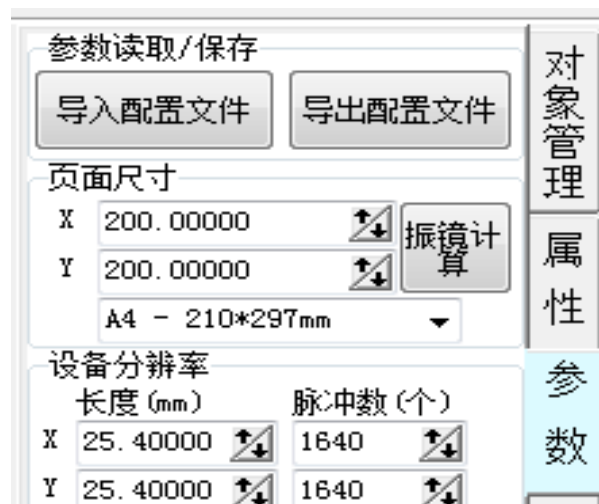 参数读取/保存
导入配置文件 导出配置文件
页面尺寸
X 200.00000
Y 200.00000
振镜计
算
A4 - 210*297mm
设备分辨率
长度(mm) 脉冲数(个)
X 25.40000 1640
Y 25.40000 1640
对象管理
属性
参数